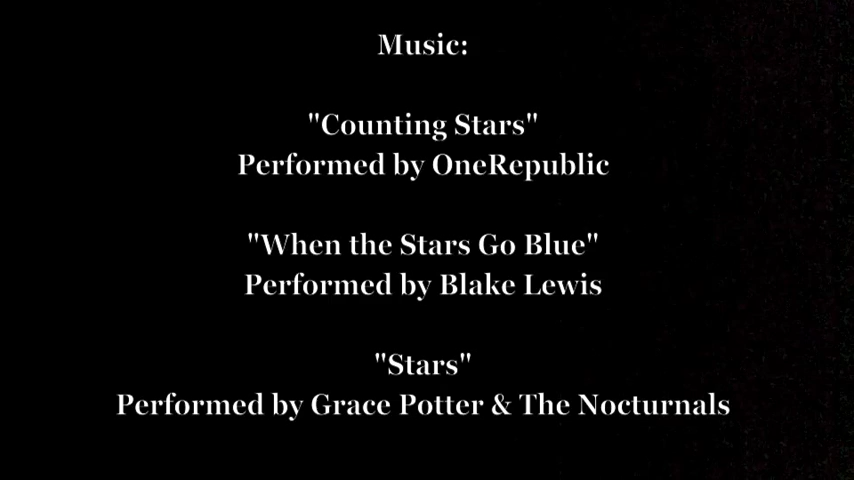 Music:
"Counting Stars"
Performed by OneRepublic
"When the Stars Go Blue"
Performed by Blake Lewis
"Stars"
Performed by Grace Potter & The Nocturnals